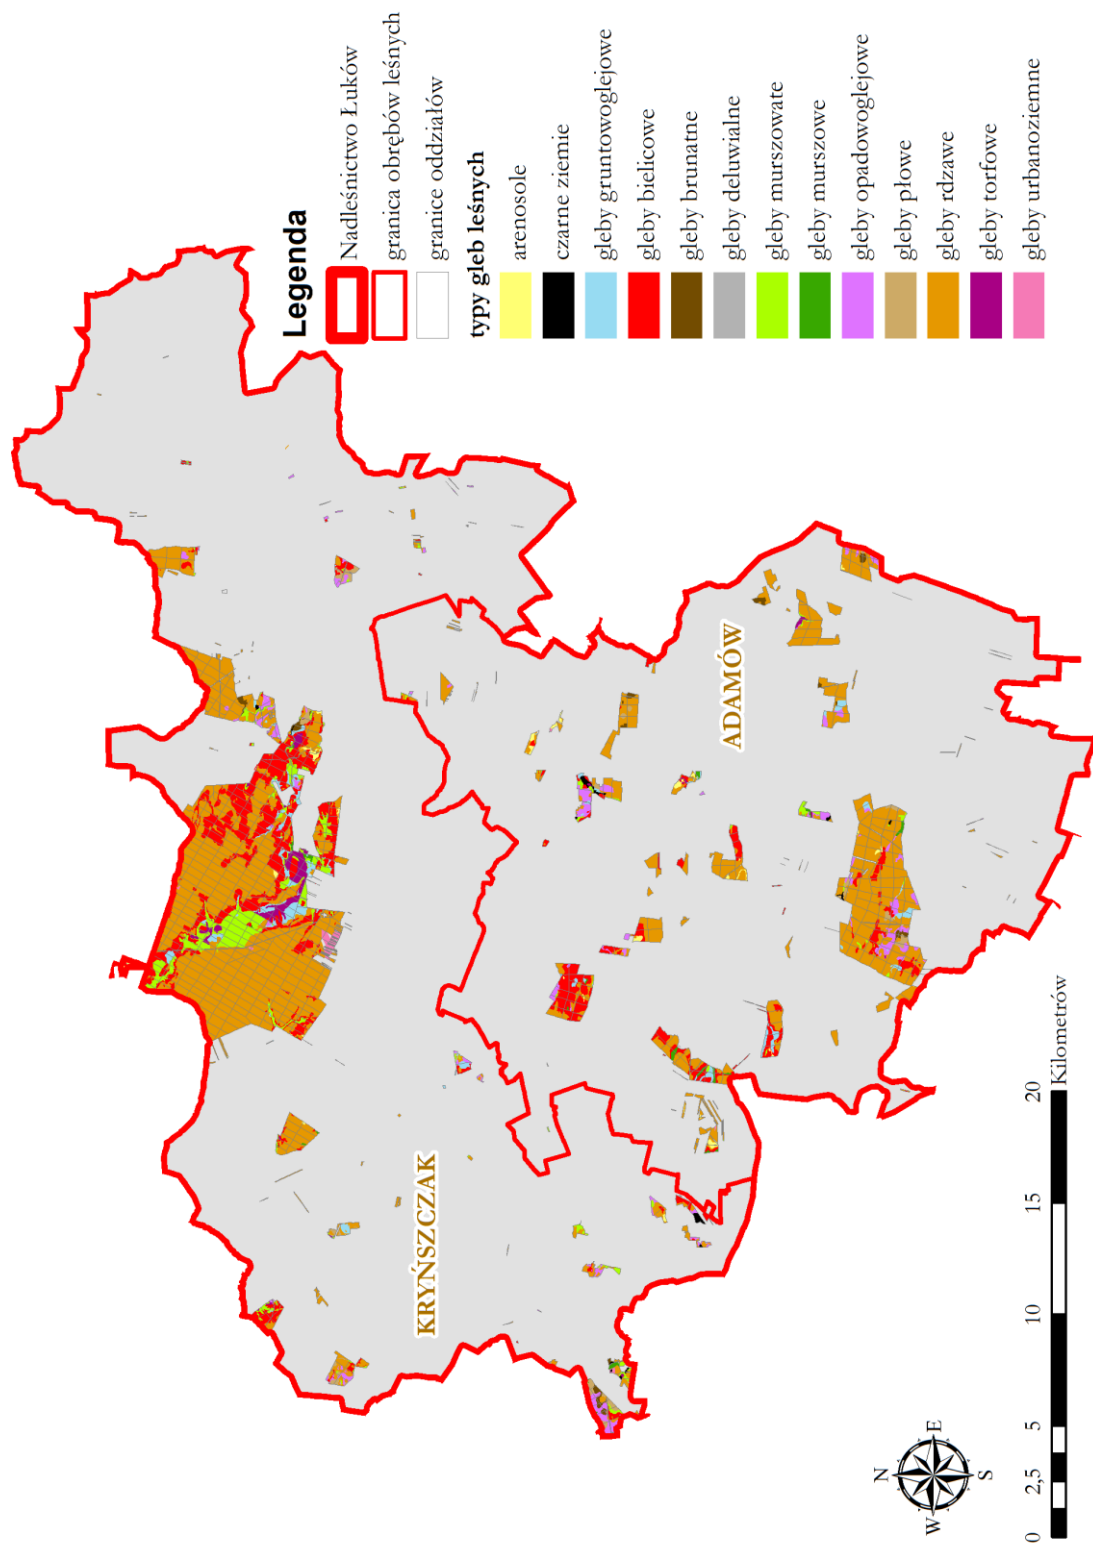 Legenda
Nadleśnictwo Łuków
granica obrębów leśnych
granice oddziałów
typy gleb leśnych
arenosole
czarne ziemie
gleby gruntowoglejowe
gleby bielicowe
gleby brunatne
gleby deluwialne
gleby murszowate
gleby murszowe
gleby opadowoglejowe
gleby płowe
gleby rdzawe
gleby torfowe
gleby urbanoziemne
KRYŃSZCZAK
ADAMÓW
N
W
E
S
0 2,5 5 10 15 20
Kilometrów